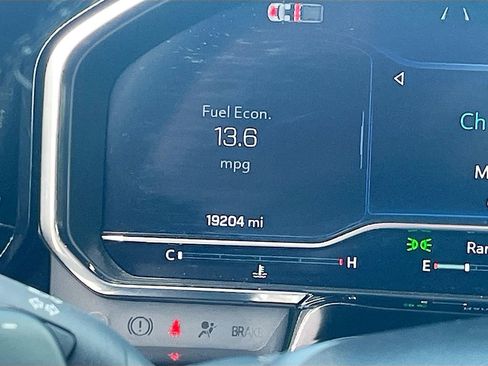 Fuel Econ.
13.6
mpg
19204 mi
C H
E
BRAKE